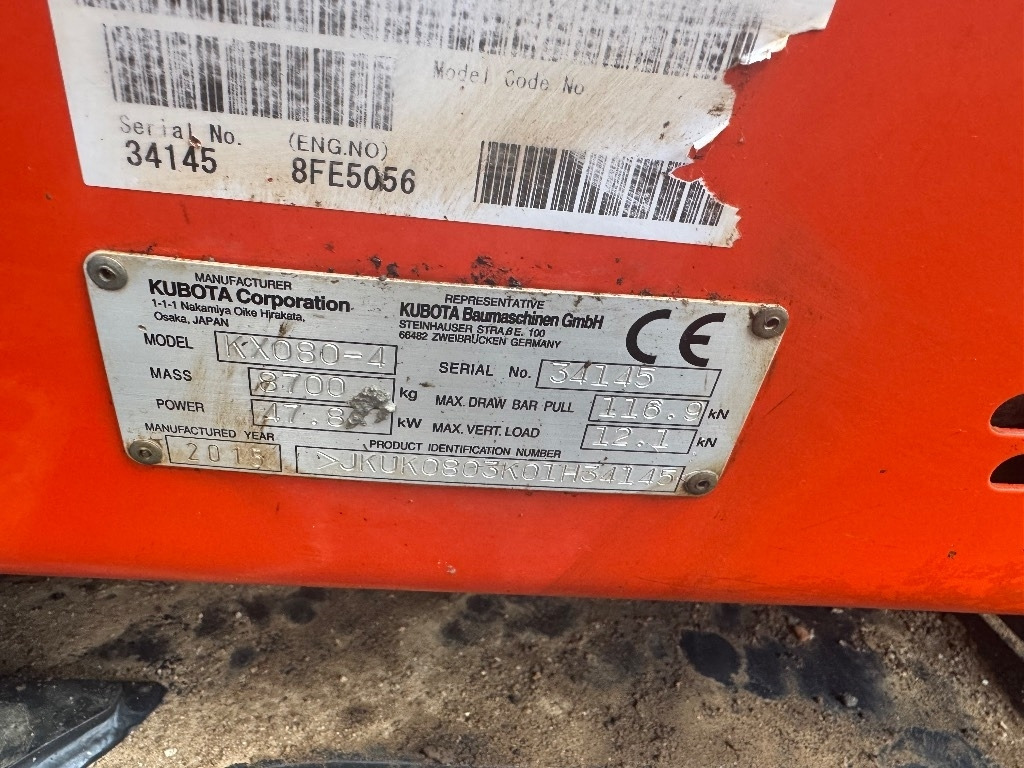 Model Code No
Serial No. (ENG.NO)
34145 8FE5056
MANUFACTURER
KUBOTA Corporation
1-1-1 Nakamiya Oike Hirakata,
Osaka, JAPAN
REPRESENTATIVE
KUBOTA Baumaschinen GmbH
STEINHAUSER STRAßE. 100
66482 ZWEIBRÜCKEN GERMANY
CE
MODEL KX080-4
SERIAL No. 34145
MASS 8700 kg
MAX. DRAW BAR PULL 116.9 kN
POWER kW
MAX. VERT. LOAD 12.1 kN
MANUFACTURED YEAR
2015
PRODUCT IDENTIFICATION NUMBER
>JKUK0803K01H34145<